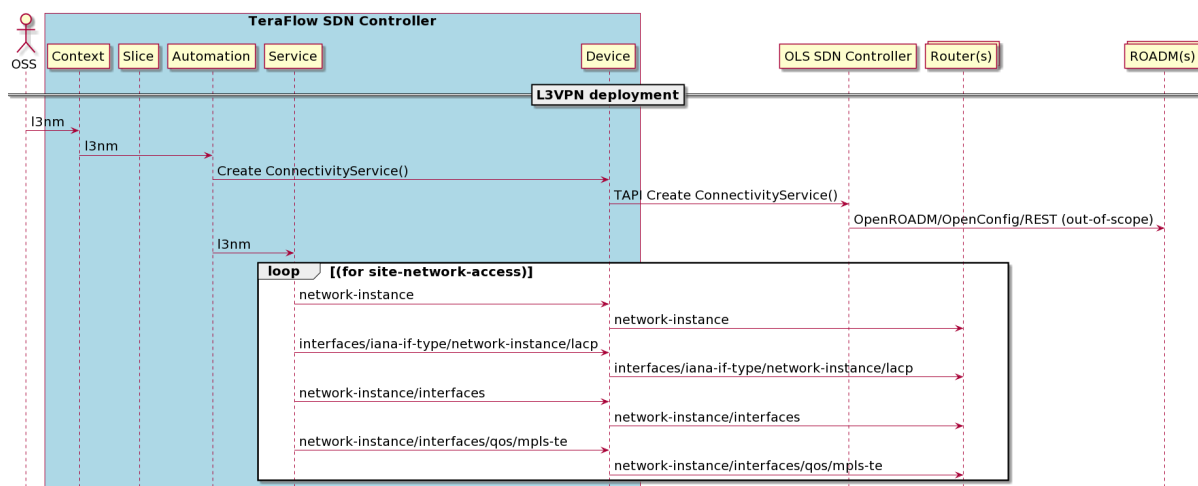 TeraFlow SDN Controller
OSS
Context
Slice
Automation
Service
Device
OLS SDN Controller
Router(s)
ROADM(s)
L3VPN deployment
l3nm
l3nm
Create ConnectivityService()
TAPI Create ConnectivityService()
OpenROADM/OpenConfig/REST (out-of-scope)
l3nm
loop [(for site-network-access)]
network-instance
network-instance
interfaces/iana-if-type/network-instance/lacp
interfaces/iana-if-type/network-instance/lacp
network-instance/interfaces
network-instance/interfaces
network-instance/interfaces/qos/mpls-te
network-instance/interfaces/qos/mpls-te